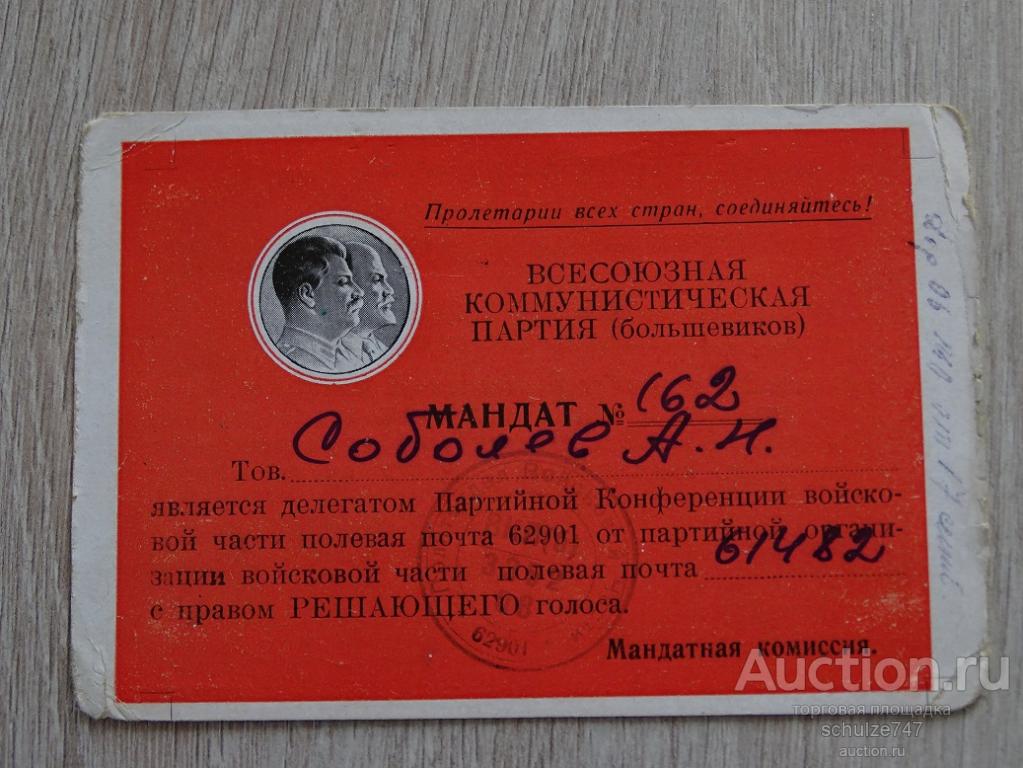 Пролетарии всех стран, соединяйтесь!
ВСЕСОЮЗНАЯ
КОММУНИСТИЧЕСКАЯ
ПАРТИЯ (большевиков)
МАНДАТ № 162
Тов. Соболев А.Н.
является делегатом Партийной Конференции войско-
вой части полевая почта 62901 от партийной органи-
зации войсковой части полевая почта 61482
с правом РЕШАЮЩЕГО голоса.
Мандатная комиссия.
62901
Auction.ru
торговая площадка
schulze747
auction.ru